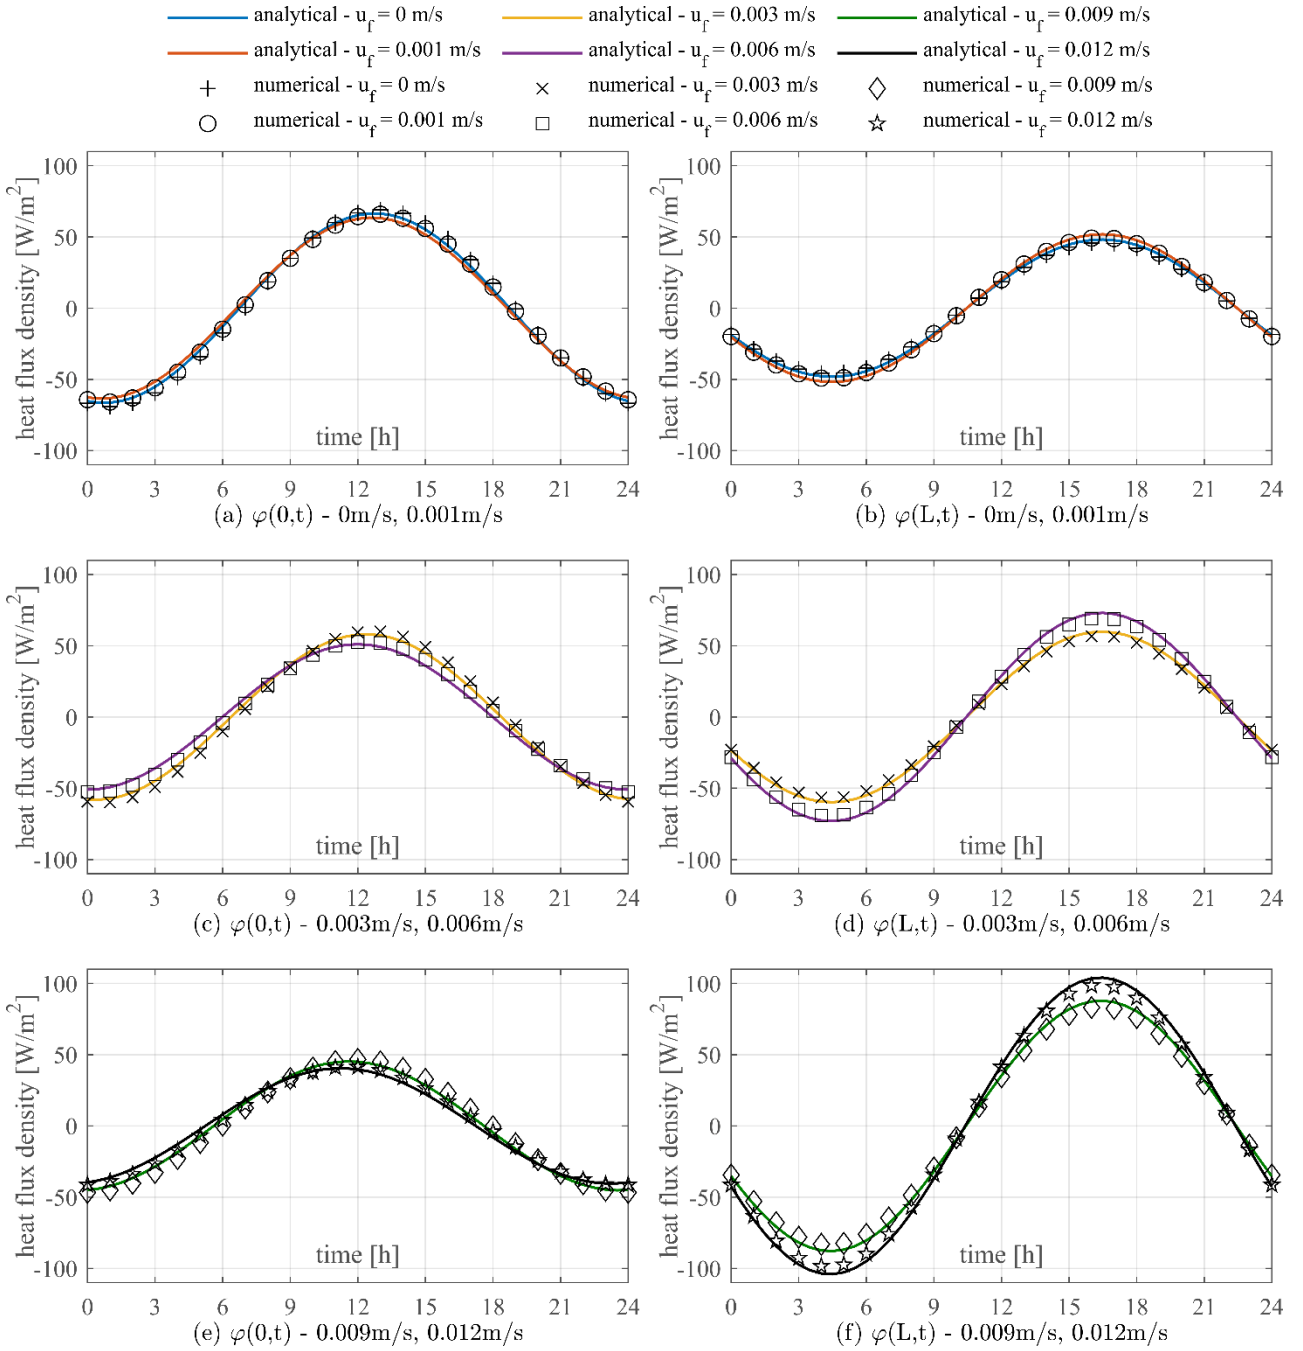 analytical - u_f = 0 m/s
analytical - u_f = 0.003 m/s
analytical - u_f = 0.009 m/s
analytical - u_f = 0.001 m/s
analytical - u_f = 0.006 m/s
analytical - u_f = 0.012 m/s
numerical - u_f = 0 m/s
numerical - u_f = 0.003 m/s
numerical - u_f = 0.009 m/s
numerical - u_f = 0.001 m/s
numerical - u_f = 0.006 m/s
numerical - u_f = 0.012 m/s
heat flux density [W/m²]
100
50
0
-50
-100
time [h]
0 3 6 9 12 15 18 21 24
(a) φ(0,t) - 0m/s, 0.001m/s
heat flux density [W/m²]
100
50
0
-50
-100
time [h]
0 3 6 9 12 15 18 21 24
(b) φ(L,t) - 0m/s, 0.001m/s
heat flux density [W/m²]
100
50
0
-50
-100
time [h]
0 3 6 9 12 15 18 21 24
(c) φ(0,t) - 0.003m/s, 0.006m/s
heat flux density [W/m²]
100
50
0
-50
-100
time [h]
0 3 6 9 12 15 18 21 24
(d) φ(L,t) - 0.003m/s, 0.006m/s
heat flux density [W/m²]
100
50
0
-50
-100
time [h]
0 3 6 9 12 15 18 21 24
(e) φ(0,t) - 0.009m/s, 0.012m/s
heat flux density [W/m²]
100
50
0
-50
-100
time [h]
0 3 6 9 12 15 18 21 24
(f) φ(L,t) - 0.009m/s, 0.012m/s